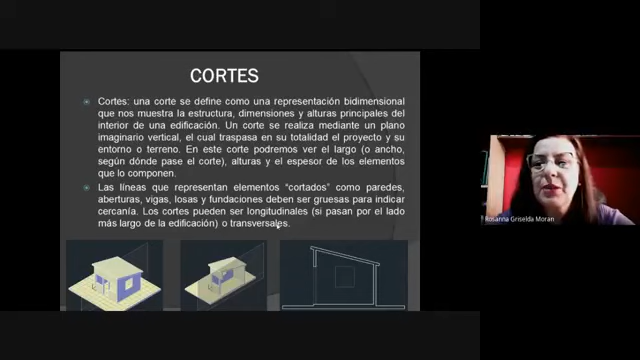 CORTES
Cortes: una corte se define como una representación bidimensional
que nos muestra la estructura, dimensiones y alturas principales del
interior de una edificación. Un corte se realiza mediante un plano
imaginario vertical, el cual traspasa en su totalidad el proyecto y su
entorno o terreno. En este corte podremos ver el largo (o ancho,
según dónde pase el corte), alturas y el espesor de los elementos
que lo componen.
Las líneas que representan elementos “cortados” como paredes,
aberturas, vigas, losas y fundaciones deben ser gruesas para indicar
cercanía. Los cortes pueden ser longitudinales (si pasan por el lado
más largo de la edificación) o transversales.
Rosanna Griselda Moran